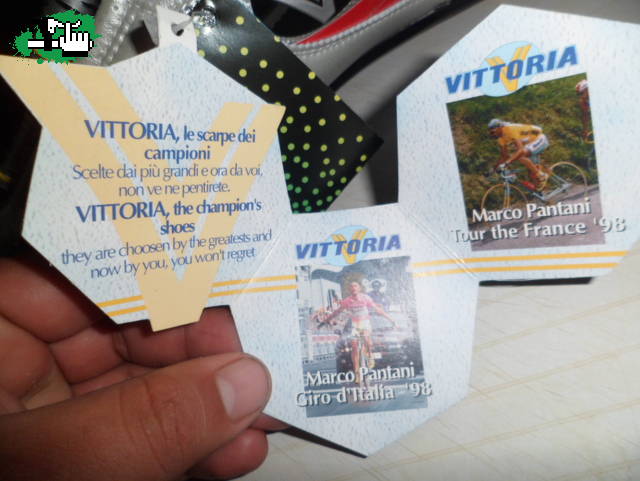 VITTORIA, le scarpe dei
campioni
Scelte dai più grandi e ora da voi,
non ve ne pentirete.
VITTORIA, the champion's
shoes
they are choosen by the greatests and
now by you, you won't regret
VITTORIA
Marco Pantani
Giro d'Italia '98
VITTORIA
Marco Pantani
Tour the France '98